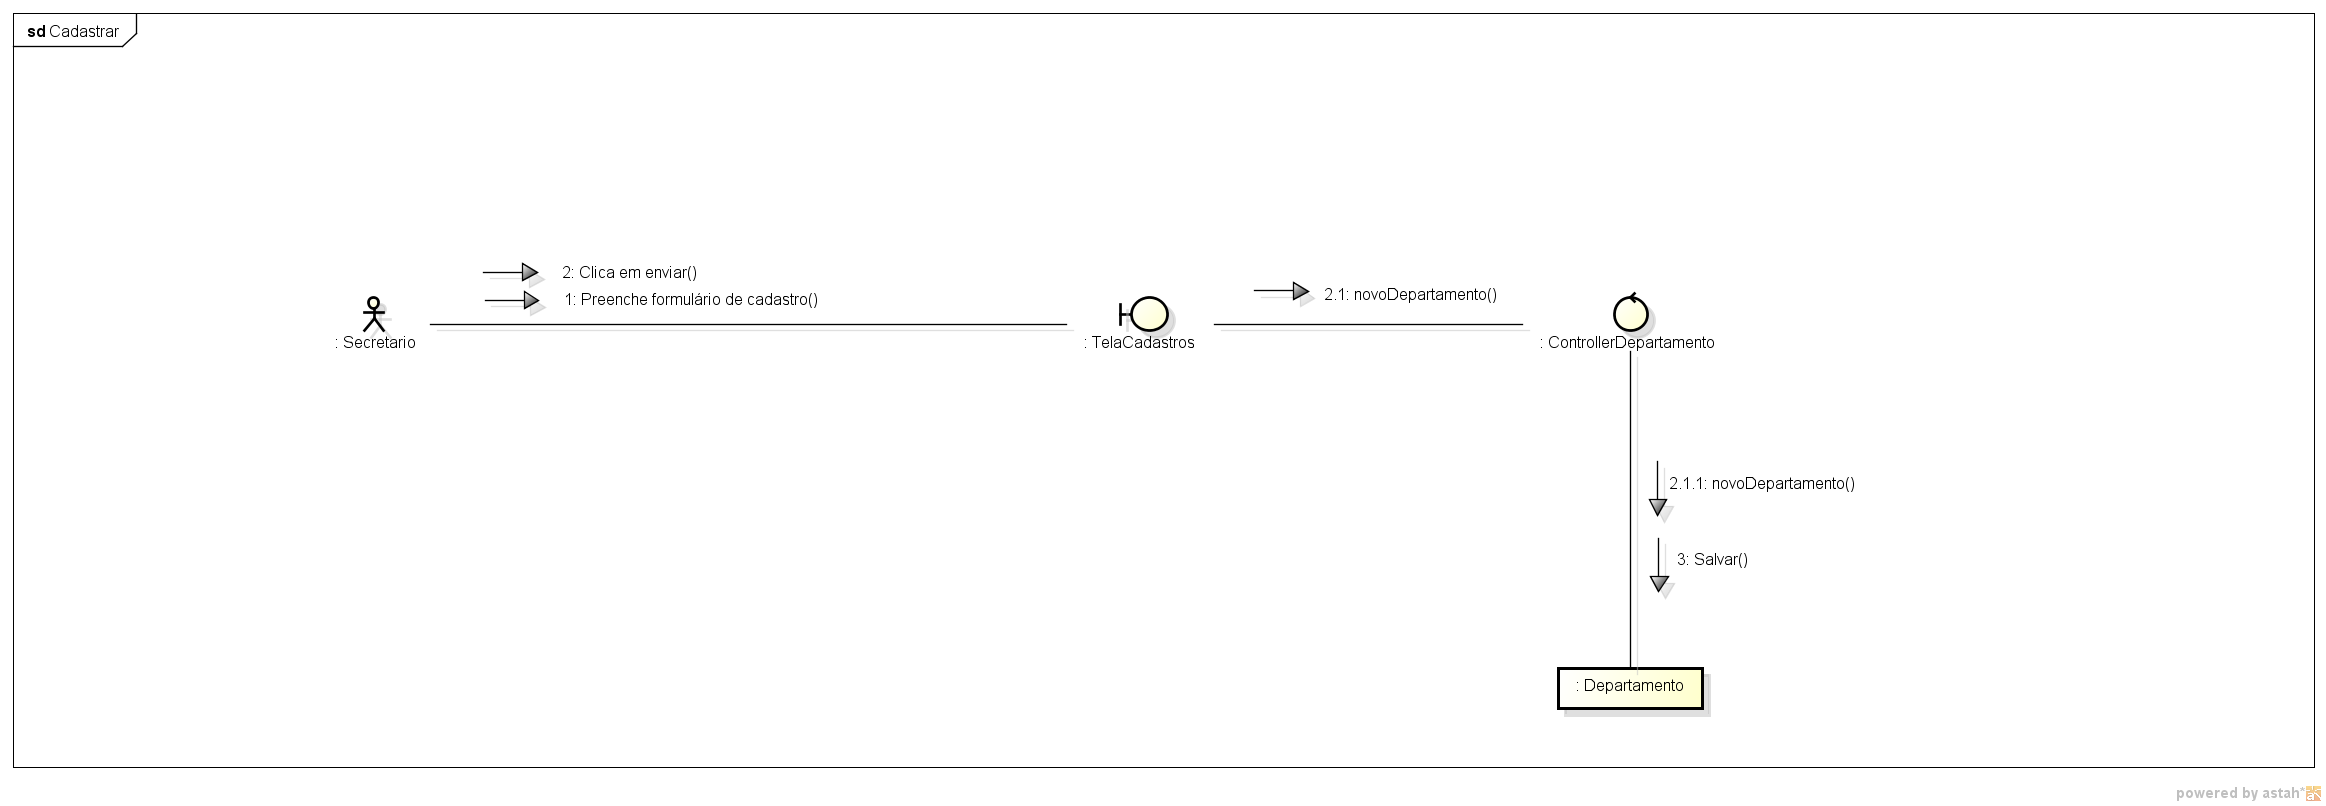 sd Cadastrar
2: Clica em enviar()
1: Preenche formulário de cadastro()
2.1: novoDepartamento()
: Secretario
: TelaCadastros
: ControllerDepartamento
2.1.1: novoDepartamento()
3: Salvar()
: Departamento
powered by astah*